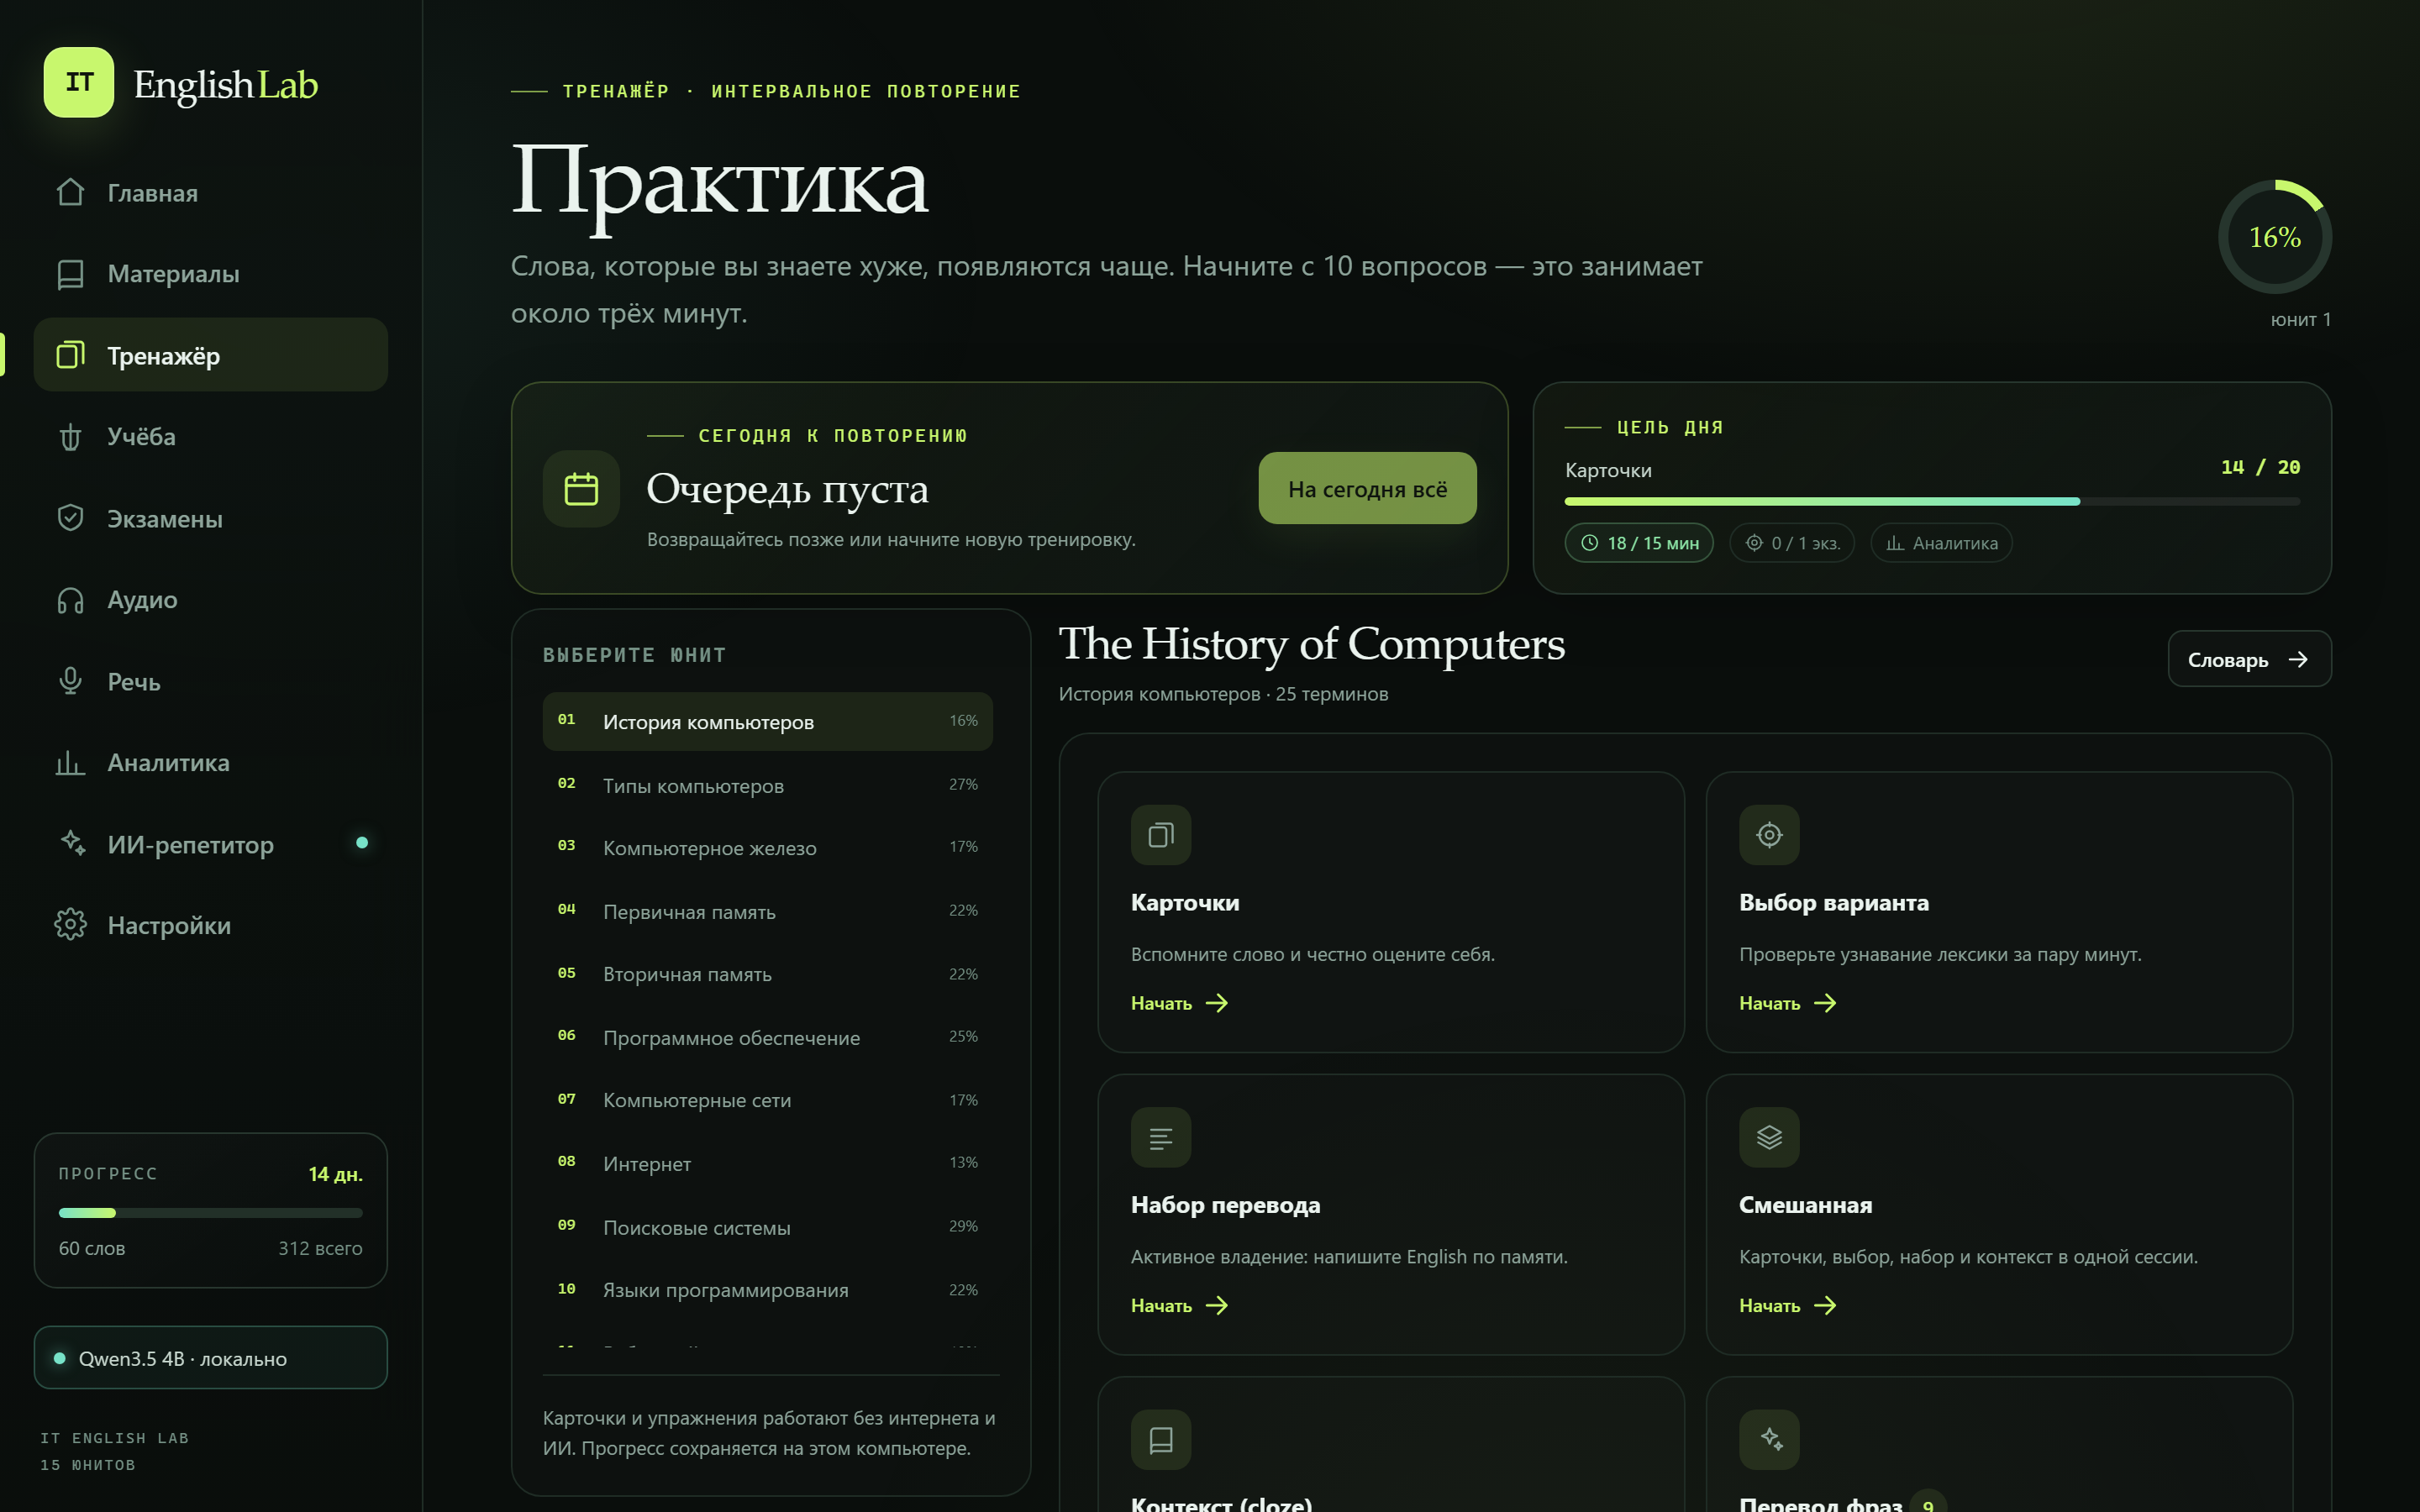 IT
English Lab
Главная
Материалы
Тренажёр
Учёба
Экзамены
Аудио
Речь
Аналитика
ИИ-репетитор
Настройки
ПРОГРЕСС
14 дн.
60 слов
312 всего
Qwen3.5 4B · локально
IT ENGLISH LAB
15 ЮНИТОВ
ТРЕНАЖЁР · ИНТЕРВАЛЬНОЕ ПОВТОРЕНИЕ
Практика
Слова, которые вы знаете хуже, появляются чаще. Начните с 10 вопросов — это занимает
около трёх минут.
16%
юнит 1
СЕГОДНЯ К ПОВТОРЕНИЮ
Очередь пуста
Возвращайтесь позже или начните новую тренировку.
На сегодня всё
ЦЕЛЬ ДНЯ
Карточки
14 / 20
18 / 15 мин
0 / 1 экз.
Аналитика
ВЫБЕРИТЕ ЮНИТ
01 История компьютеров 16%
02 Типы компьютеров 27%
03 Компьютерное железо 17%
04 Первичная память 22%
05 Вторичная память 22%
06 Программное обеспечение 25%
07 Компьютерные сети 17%
08 Интернет 13%
09 Поисковые системы 29%
10 Языки программирования 22%
Карточки и упражнения работают без интернета и
ИИ. Прогресс сохраняется на этом компьютере.
The History of Computers
История компьютеров · 25 терминов
Словарь
Карточки
Вспомните слово и честно оцените себя.
Начать
Выбор варианта
Проверьте узнавание лексики за пару минут.
Начать
Набор перевода
Активное владение: напишите English по памяти.
Начать
Смешанная
Карточки, выбор, набор и контекст в одной сессии.
Начать
Контекст (cloze)
Перевод фраз 9